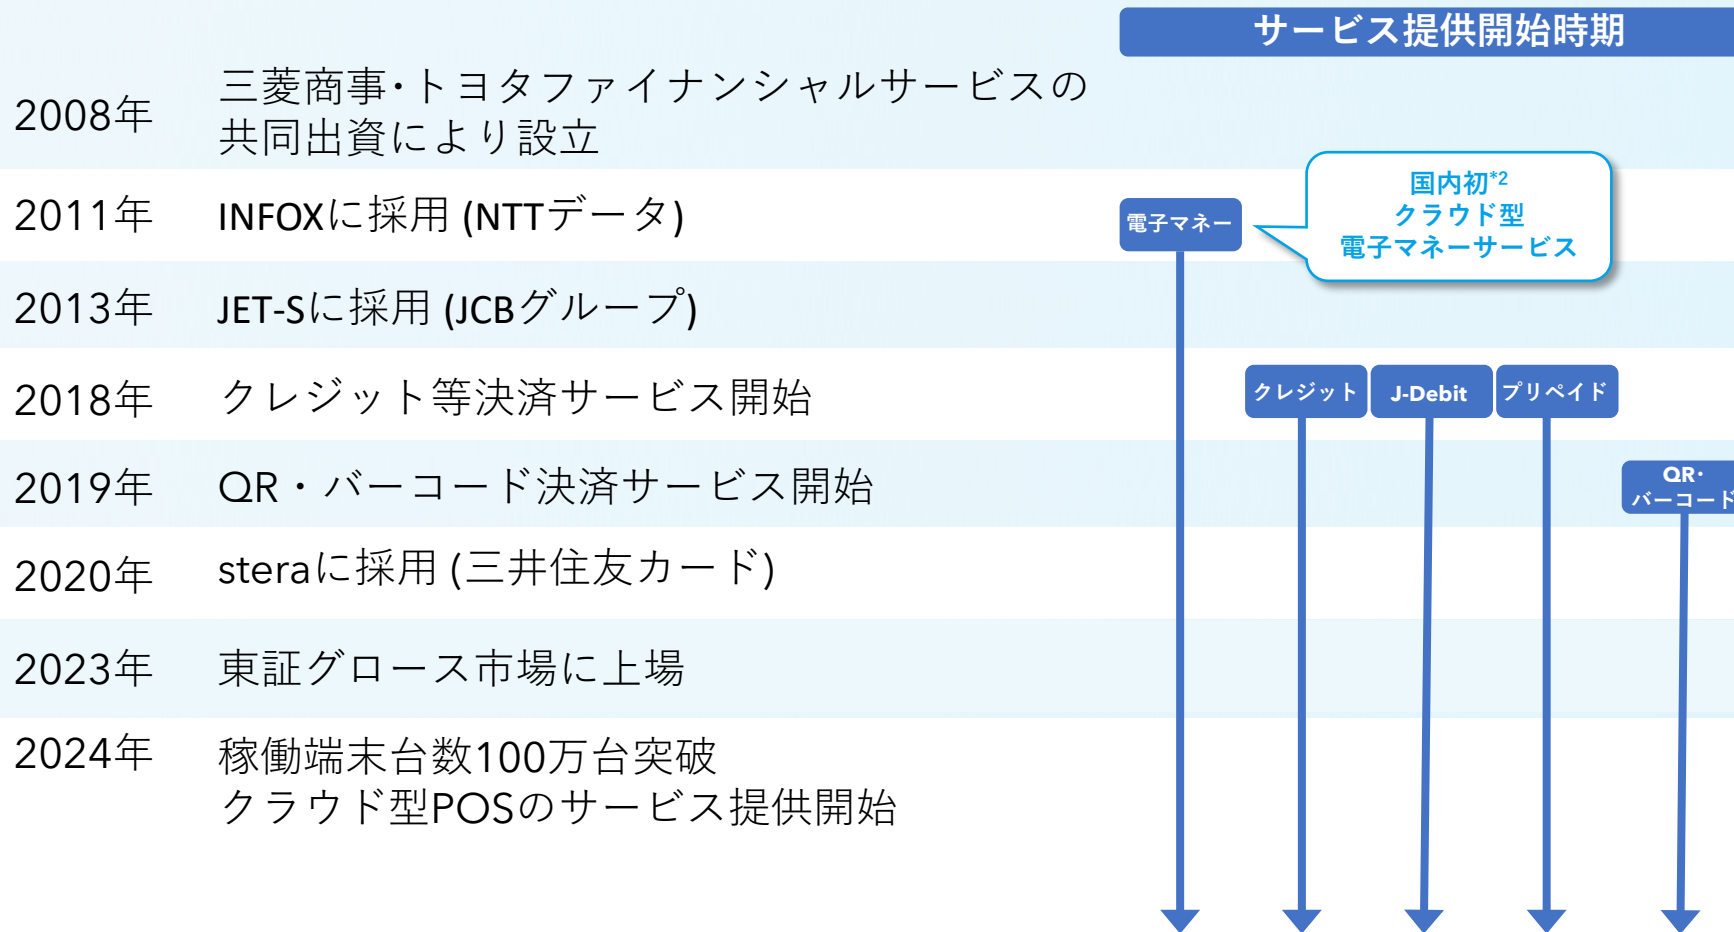 サービス提供開始時期
2008年
三菱商事･トヨタファイナンシャルサービスの
共同出資により設立
2011年
INFOXに採用 (NTTデータ)
電子マネー
国内初*2
クラウド型
電子マネーサービス
2013年
JET-Sに採用 (JCBグループ)
2018年
クレジット等決済サービス開始
クレジット
J-Debit
プリペイド
2019年
QR・バーコード決済サービス開始
QR･
バーコード
2020年
steraに採用 (三井住友カード)
2023年
東証グロース市場に上場
2024年
稼働端末台数100万台突破
クラウド型POSのサービス提供開始